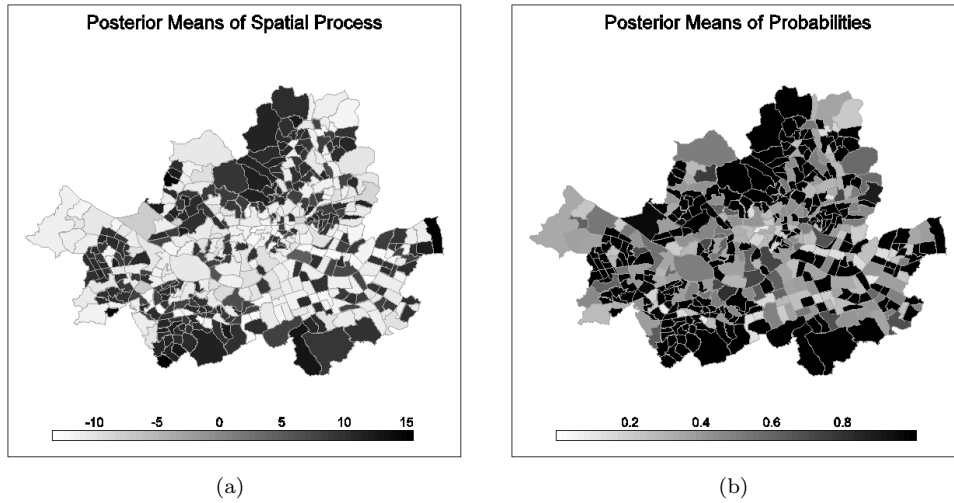 Posterior Means of Spatial Process
-10 -5 0 5 10 15
(a)
Posterior Means of Probabilities
0.2 0.4 0.6 0.8
(b)